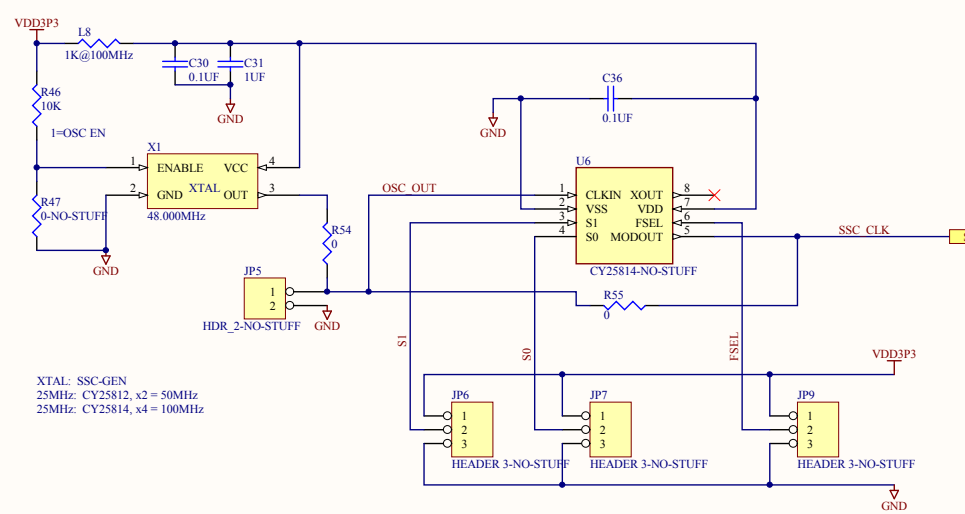 VDD3P3
L8
1K@100MHz
C30
0.1UF
C31
1UF
GND
R46
10K
1=OSC EN
X1
1 ENABLE VCC 4
2 GND XTAL OUT 3
48.000MHz
R47
0-NO-STUFF
GND
R54
0
JP5
1
2
HDR_2-NO-STUFF
GND
C36
0.1UF
GND
U6
OSC_OUT
1 CLKIN XOUT 8
2 VSS VDD 7
3 S1 FSEL 6
4 S0 MODOUT 5
CY25814-NO-STUFF
SSC_CLK
R55
0
S1
S0
FSEL
VDD3P3
JP6
1
2
3
HEADER 3-NO-STUFF
JP7
1
2
3
HEADER 3-NO-STUFF
JP9
1
2
3
HEADER 3-NO-STUFF
GND
XTAL: SSC-GEN
25MHz: CY25812, x2 = 50MHz
25MHz: CY25814, x4 = 100MHz